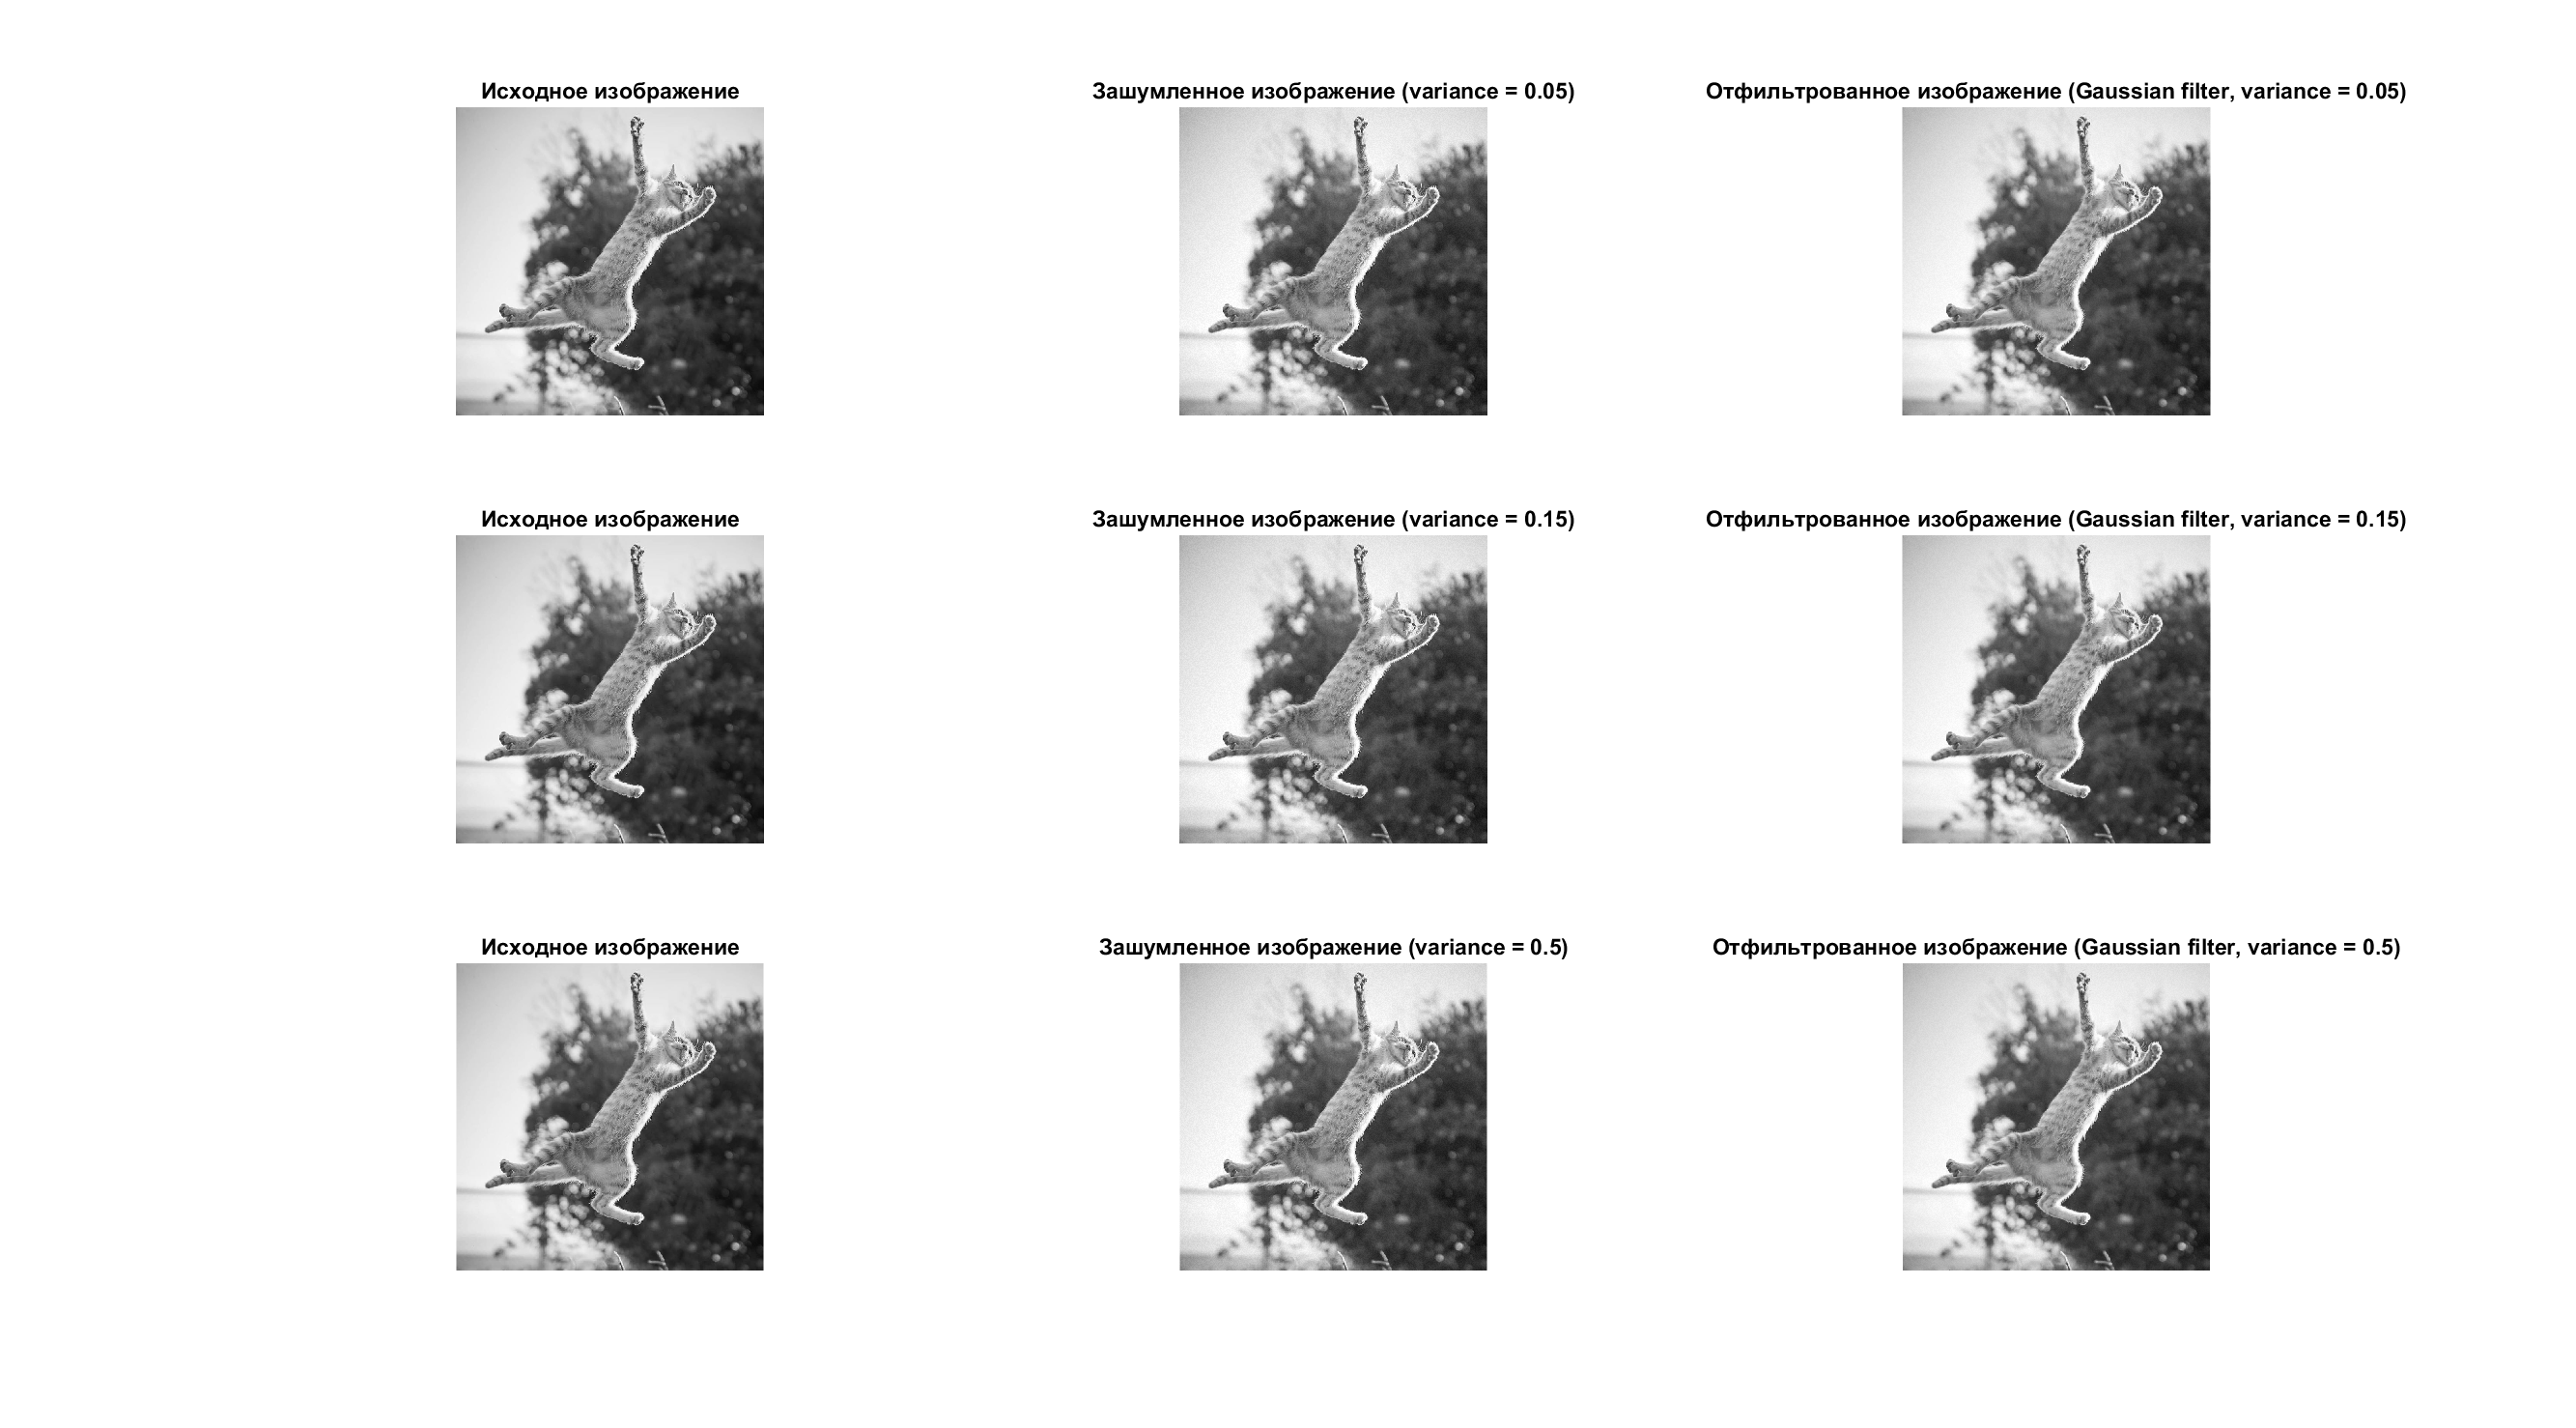 Исходное изображение
Зашумленное изображение (variance = 0.05)
Отфильтрованное изображение (Gaussian filter, variance = 0.05)
Исходное изображение
Зашумленное изображение (variance = 0.15)
Отфильтрованное изображение (Gaussian filter, variance = 0.15)
Исходное изображение
Зашумленное изображение (variance = 0.5)
Отфильтрованное изображение (Gaussian filter, variance = 0.5)